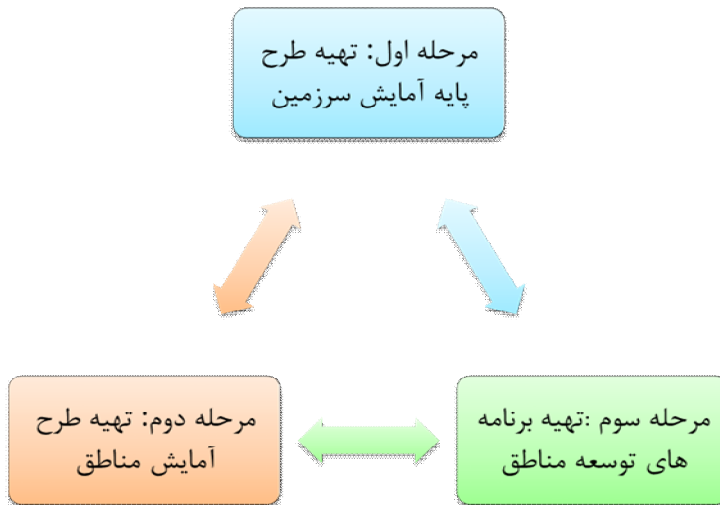 مرحله اول: تهیه طرح
پایه آمایش سرزمین
مرحله دوم: تهیه طرح
آمایش مناطق
مرحله سوم :تهیه برنامه
های توسعه مناطق